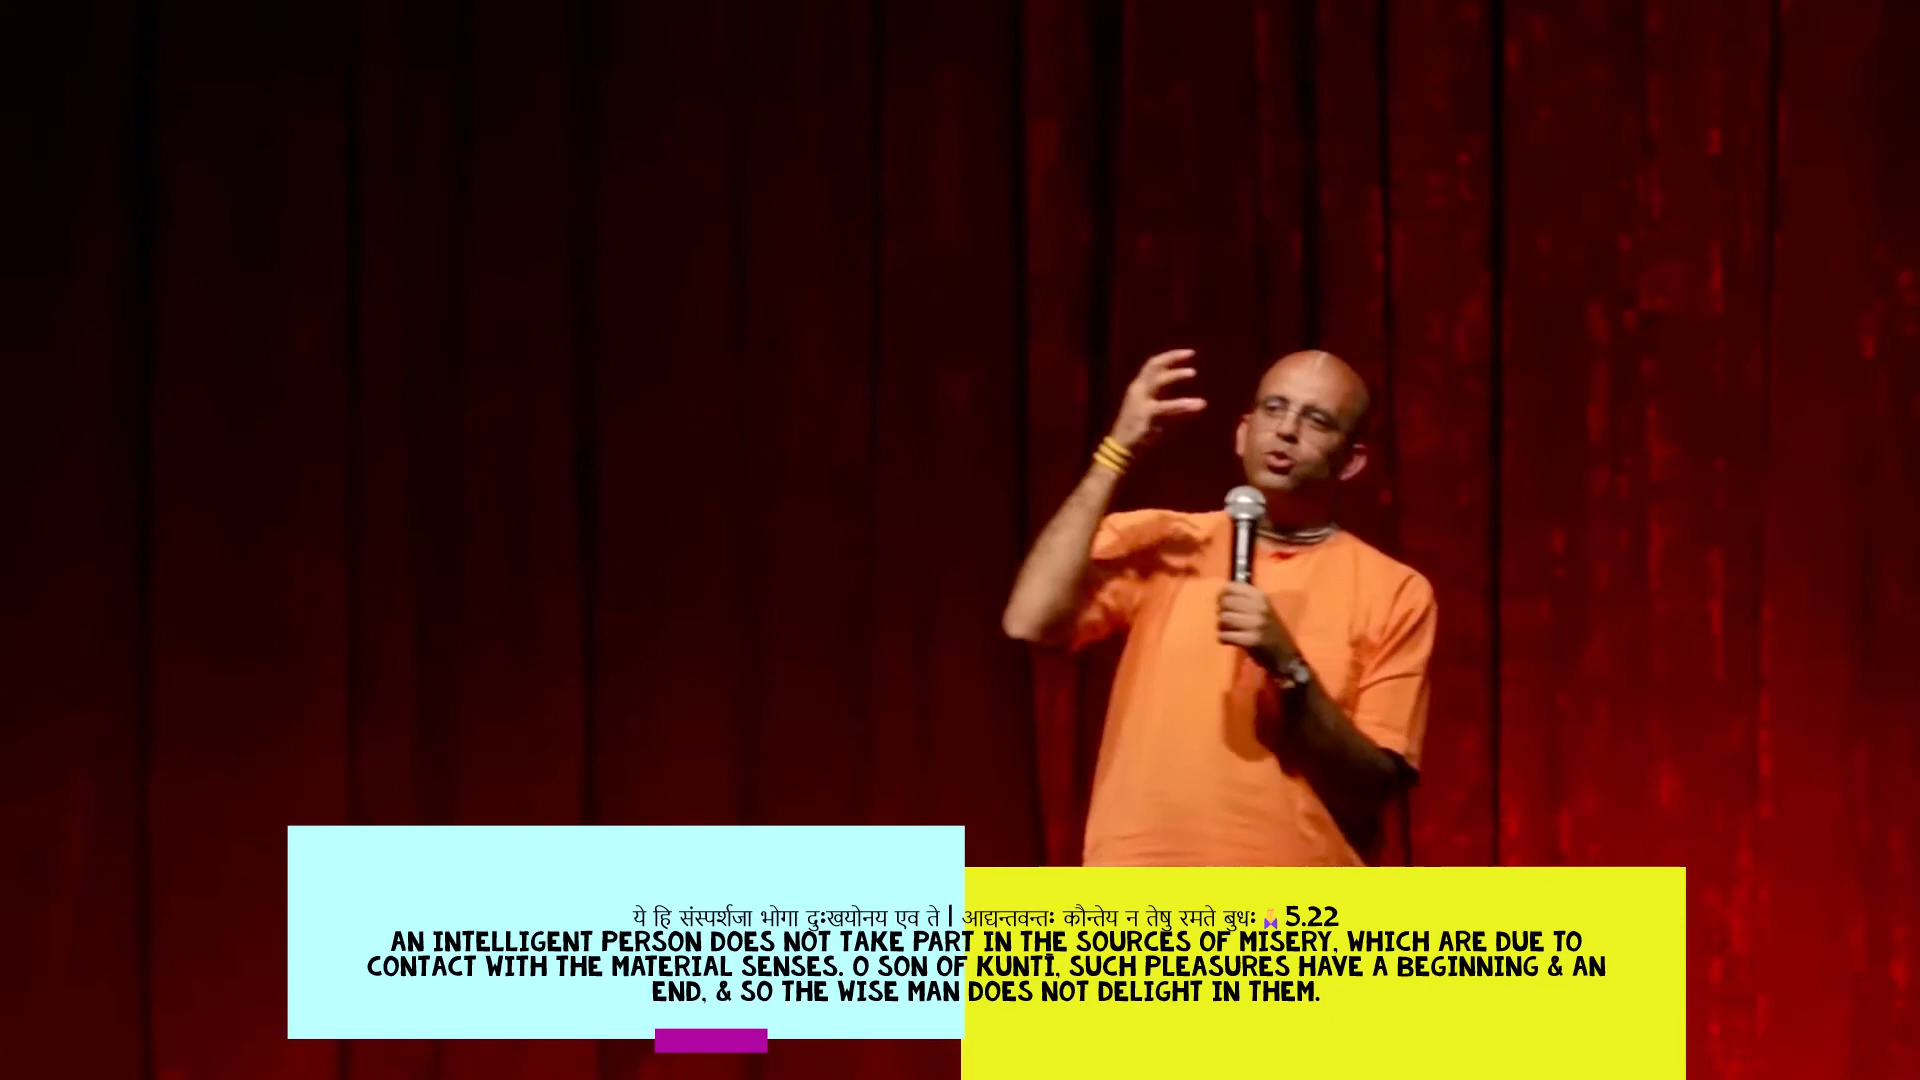 ये हि संस्पर्शजा भोगा दुःखयोनय एव ते | आद्यन्तवन्तः कौन्तेय न तेषु रमते बुधः 5.22
AN INTELLIGENT PERSON DOES NOT TAKE PART IN THE SOURCES OF MISERY, WHICH ARE DUE TO
CONTACT WITH THE MATERIAL SENSES. O SON OF KUNTĪ, SUCH PLEASURES HAVE A BEGINNING & AN
END, & SO THE WISE MAN DOES NOT DELIGHT IN THEM.